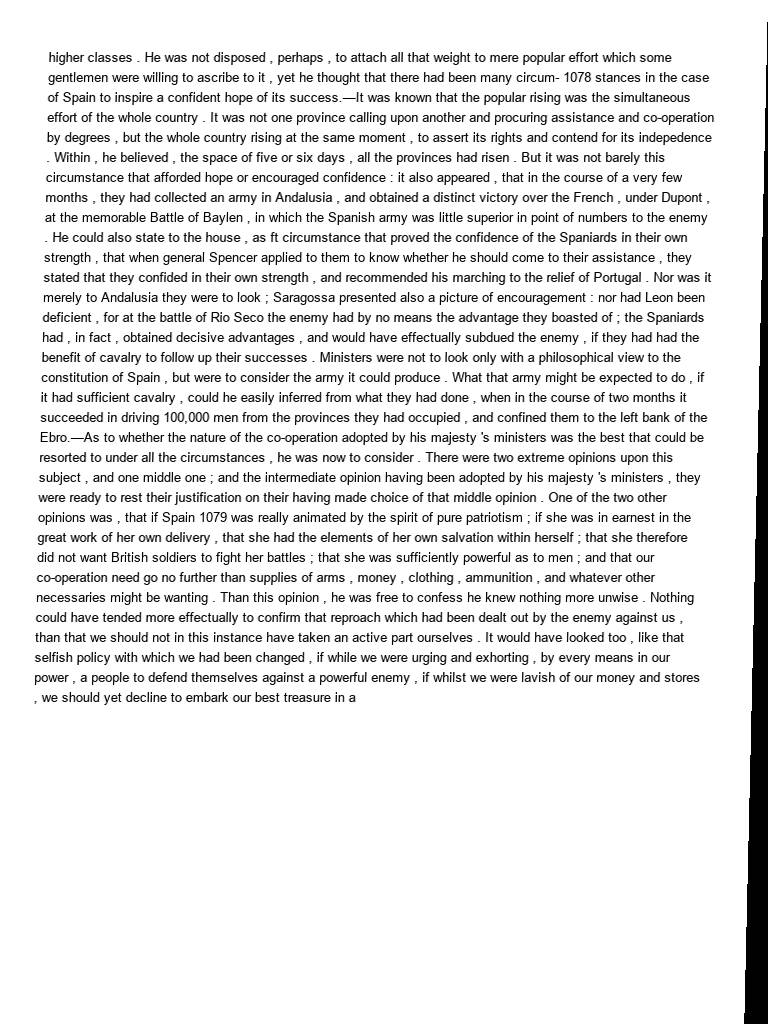 higher classes . He was not disposed , perhaps , to attach all that weight to mere popular effort which some
gentlemen were willing to ascribe to it , yet he thought that there had been many circum- 1078 stances in the case
of Spain to inspire a confident hope of its success.—It was known that the popular rising was the simultaneous
effort of the whole country . It was not one province calling upon another and procuring assistance and co-operation
by degrees , but the whole country rising at the same moment , to assert its rights and contend for its indepedence
. Within , he believed , the space of five or six days , all the provinces had risen . But it was not barely this
circumstance that afforded hope or encouraged confidence : it also appeared , that in the course of a very few
months , they had collected an army in Andalusia , and obtained a distinct victory over the French , under Dupont ,
at the memorable Battle of Baylen , in which the Spanish army was little superior in point of numbers to the enemy
. He could also state to the house , as ft circumstance that proved the confidence of the Spaniards in their own
strength , that when general Spencer applied to them to know whether he should come to their assistance , they
stated that they confided in their own strength , and recommended his marching to the relief of Portugal . Nor was it
merely to Andalusia they were to look ; Saragossa presented also a picture of encouragement : nor had Leon been
deficient , for at the battle of Rio Seco the enemy had by no means the advantage they boasted of ; the Spaniards
had , in fact , obtained decisive advantages , and would have effectually subdued the enemy , if they had had the
benefit of cavalry to follow up their successes . Ministers were not to look only with a philosophical view to the
constitution of Spain , but were to consider the army it could produce . What that army might be expected to do , if
it had sufficient cavalry , could he easily inferred from what they had done , when in the course of two months it
succeeded in driving 100,000 men from the provinces they had occupied , and confined them to the left bank of the
Ebro.—As to whether the nature of the co-operation adopted by his majesty 's ministers was the best that could be
resorted to under all the circumstances , he was now to consider . There were two extreme opinions upon this
subject , and one middle one ; and the intermediate opinion having been adopted by his majesty 's ministers , they
were ready to rest their justification on their having made choice of that middle opinion . One of the two other
opinions was , that if Spain 1079 was really animated by the spirit of pure patriotism ; if she was in earnest in the
great work of her own delivery , that she had the elements of her own salvation within herself ; that she therefore
did not want British soldiers to fight her battles ; that she was sufficiently powerful as to men ; and that our
co-operation need go no further than supplies of arms , money , clothing , ammunition , and whatever other
necessaries might be wanting . Than this opinion , he was free to confess he knew nothing more unwise . Nothing
could have tended more effectually to confirm that reproach which had been dealt out by the enemy against us ,
than that we should not in this instance have taken an active part ourselves . It would have looked too , like that
selfish policy with which we had been changed , if while we were urging and exhorting , by every means in our
power , a people to defend themselves against a powerful enemy , if whilst we were lavish of our money and stores
, we should yet decline to embark our best treasure in a